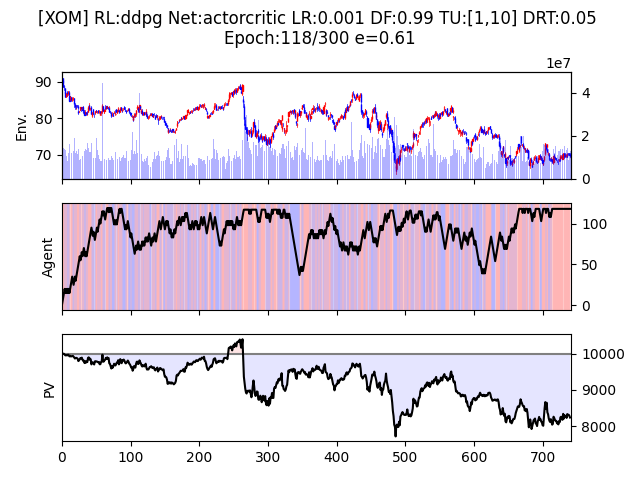 [XOM] RL:ddpg Net:actorcritic LR:0.001 DF:0.99 TU:[1,10] DRT:0.05
Epoch:118/300 e=0.61
1e7
90
80
70
Env.
4
2
0
Agent
100
50
0
PV
10000
9000
8000
0 100 200 300 400 500 600 700